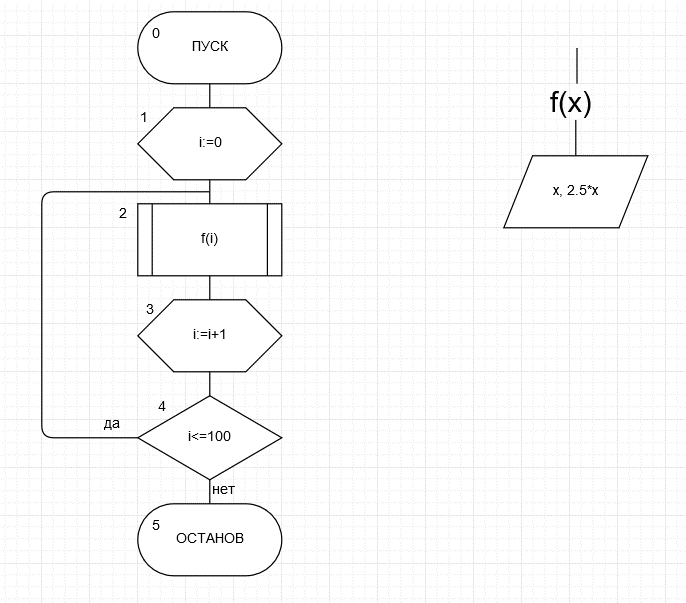 0
ПУСК
1
i:=0
2
f(i)
3
i:=i+1
4
i<=100
да
нет
5
ОСТАНОВ
f(x)
x, 2.5*x